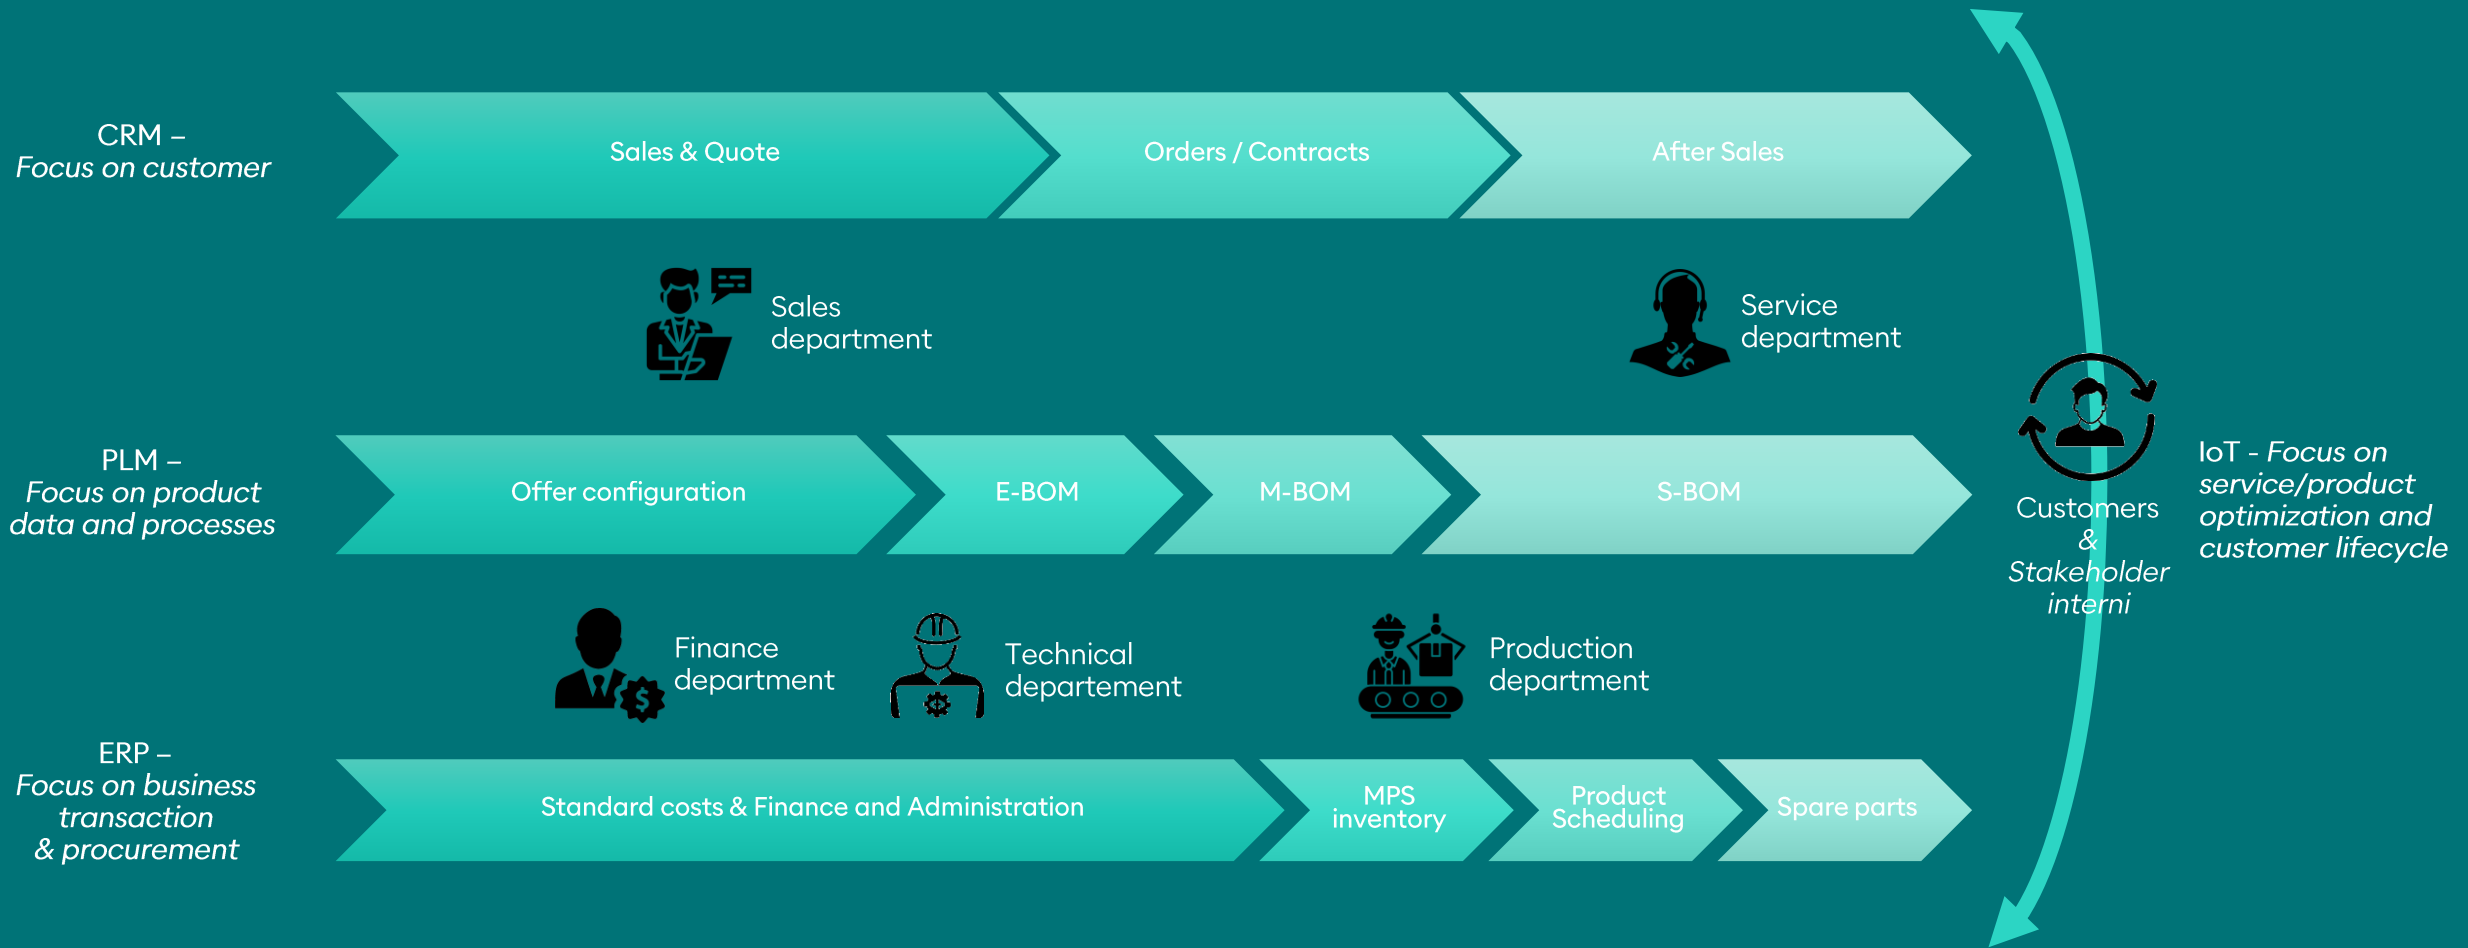 CRM –
Focus on customer
Sales & Quote
Orders / Contracts
After Sales
Sales
department
Service
department
PLM –
Focus on product
data and processes
Offer configuration
E-BOM
M-BOM
S-BOM
Customers
&
Stakeholder
interni
IoT - Focus on
service/product
optimization and
customer lifecycle
Finance
department
Technical
departement
Production
department
ERP –
Focus on business
transaction
& procurement
Standard costs & Finance and Administration
MPS
inventory
Product
Scheduling
Spare parts